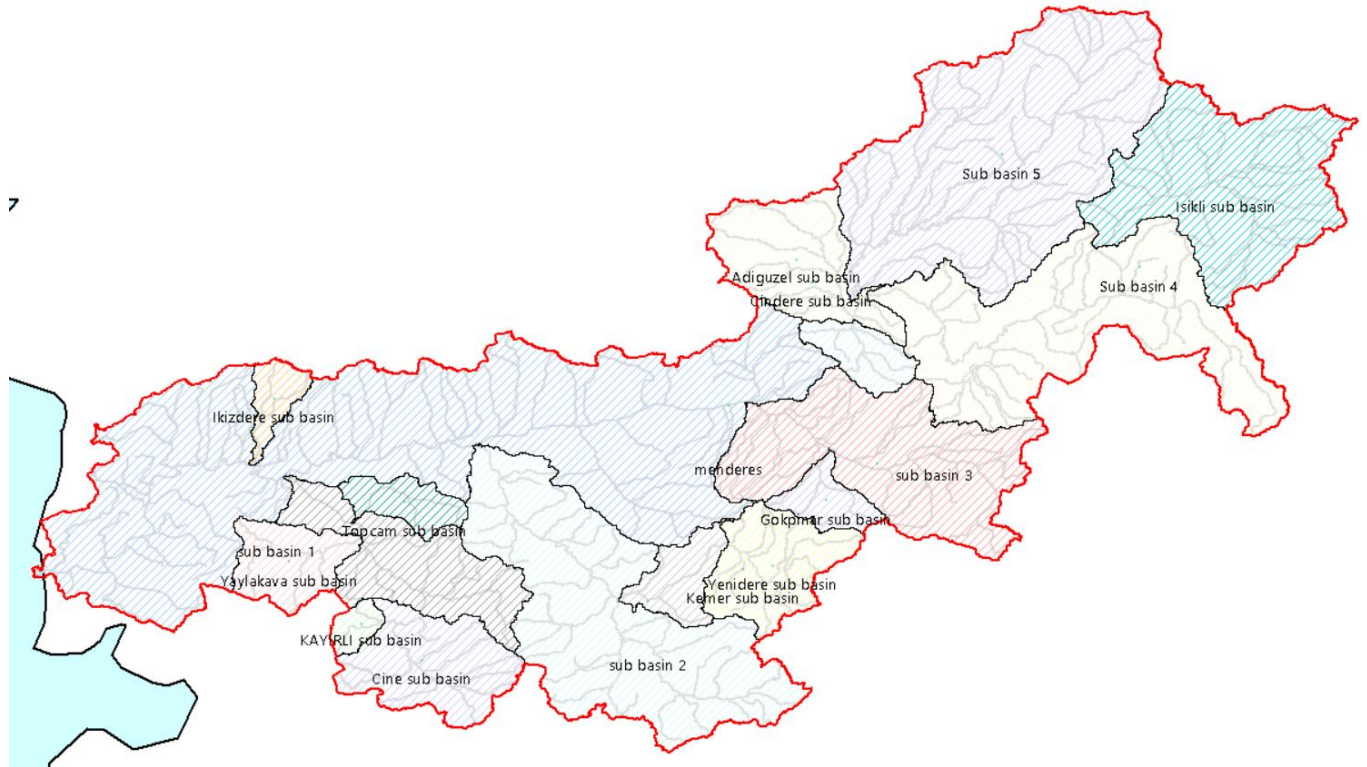 Sub basin 5
Isikli sub basin
Adiguzel sub basin
Sub basin 4
Cindere sub basin
Ikizdere sub basin
menderes
sub basin 3
Gokpinar sub basin
Topcam sub basin
sub basin 1
Yaylakava sub basin
Yenidere sub basin
Kemer sub basin
KAYIRLI sub basin
sub basin 2
Cine sub basin